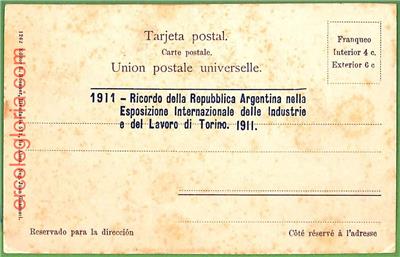 Tarjeta postal.
Carte postale.
Union postale universelle.
Franqueo
Interior 4 c.
Exterior 6 c
1911 – Ricordo della Repubblica Argentina nella
Esposizione Internazionale delle Industrie
e del Lavoro di Torino. 1911.
Reservado para la dirección
Côté réservé à l'adresse
oroologloria.com